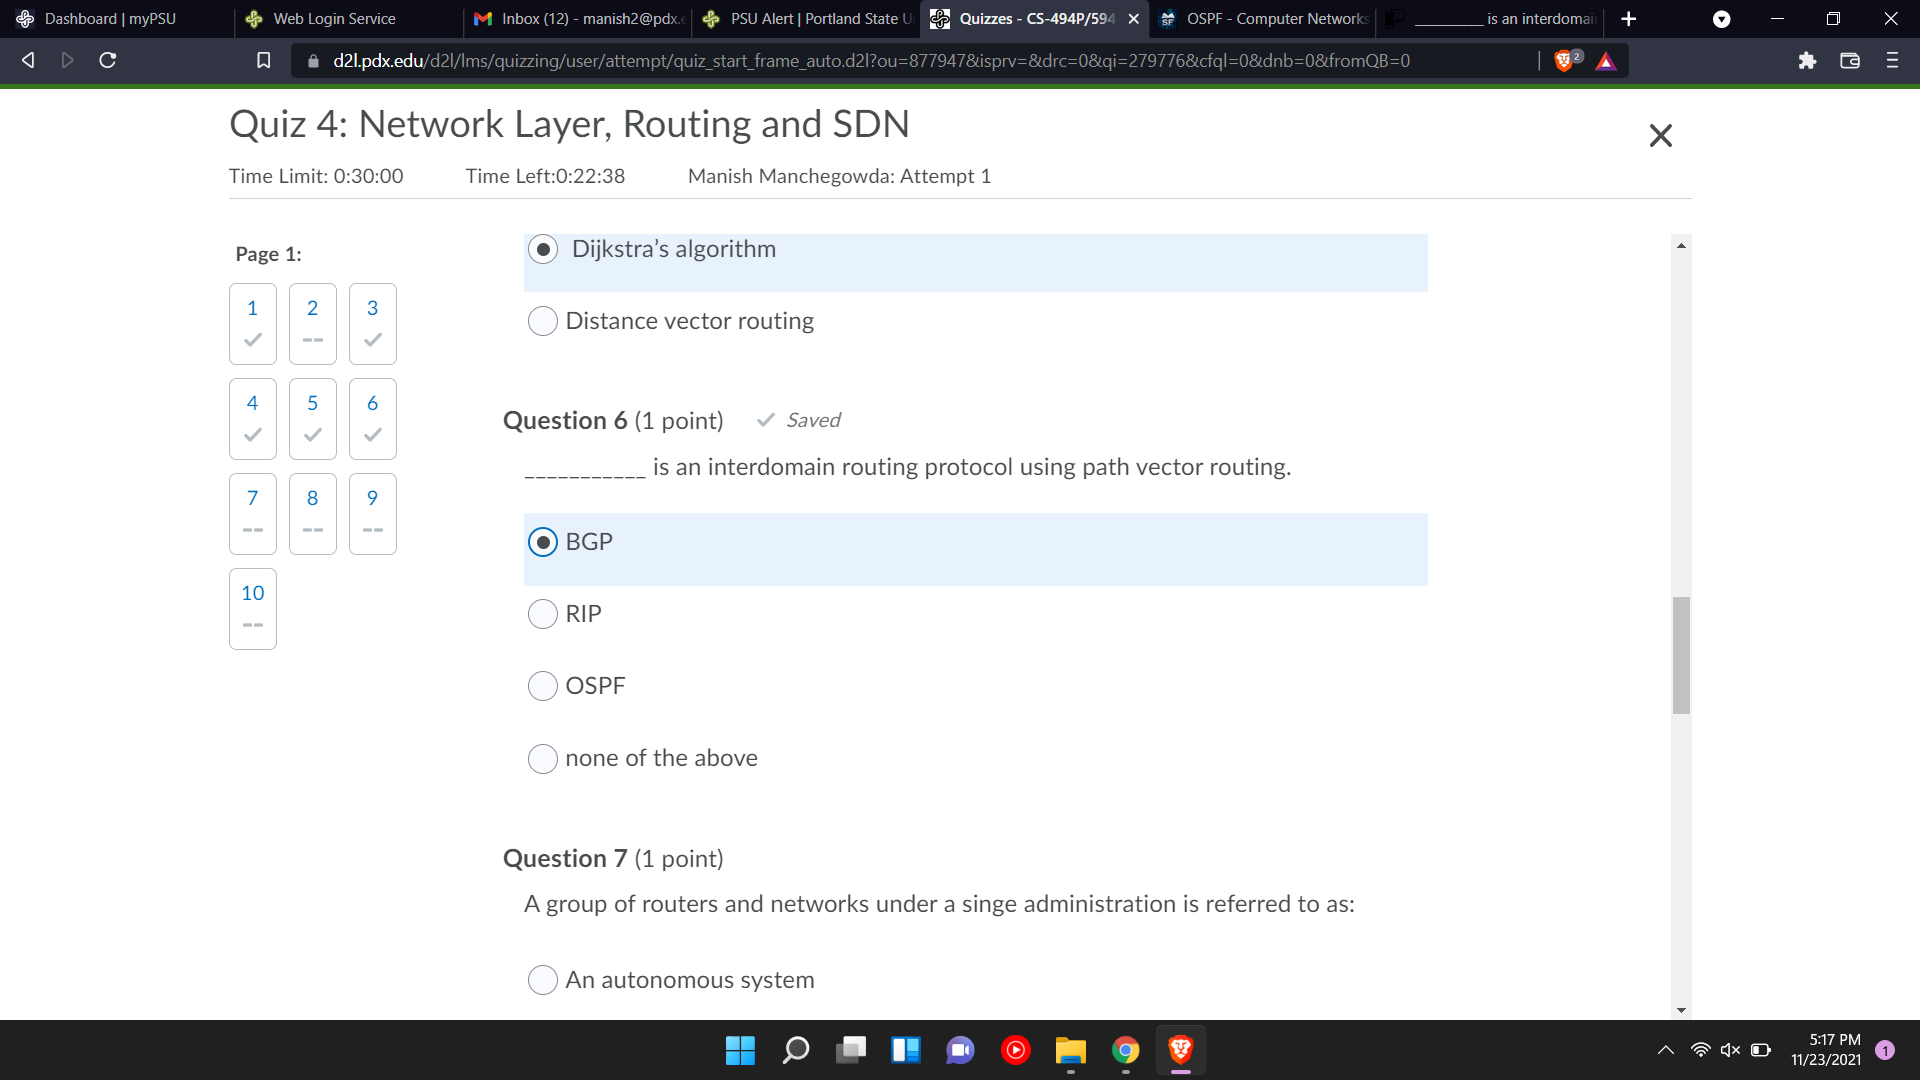 Dashboard | myPSU
Web Login Service
Inbox (12) - manish2@pdx.e
PSU Alert | Portland State U
Quizzes - CS-494P/594
OSPF - Computer Networks
_________ is an interdomai
d2l.pdx.edu/d2l/lms/quizzing/user/attempt/quiz_start_frame_auto.d2l?ou=877947&isprv=&drc=0&qi=279776&cfql=0&dnb=0&fromQB=0
2
Quiz 4: Network Layer, Routing and SDN
Time Limit: 0:30:00 Time Left:0:22:38 Manish Manchegowda: Attempt 1
Page 1:
1 2 3
--
4 5 6
7 8 9
-- -- --
10
--
Dijkstra’s algorithm
Distance vector routing
Question 6 (1 point) Saved
___________ is an interdomain routing protocol using path vector routing.
BGP
RIP
OSPF
none of the above
Question 7 (1 point)
A group of routers and networks under a singe administration is referred to as:
An autonomous system
5:17 PM
11/23/2021
1